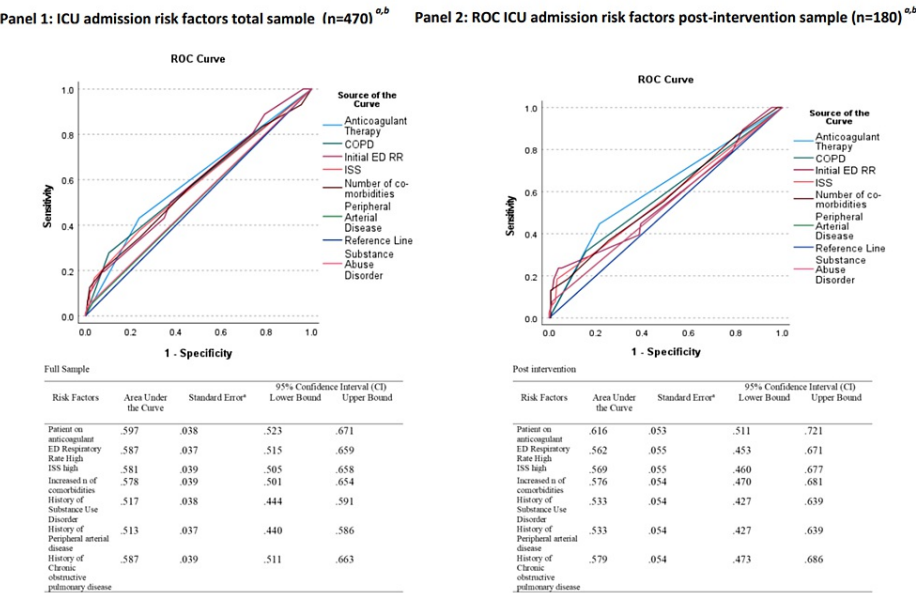 Panel 1: ICU admission risk factors total sample (n=470) a,b
ROC Curve
1.0
0.8
0.6
0.4
0.2
0.0
0.0 0.2 0.4 0.6 0.8 1.0
Sensitivity
1 - Specificity
Source of the
Curve
Anticoagulant
Therapy
COPD
Initial ED RR
ISS
Number of co-
morbidities
Peripheral
Arterial
Disease
Reference Line
Substance
Abuse
Disorder
Full Sample
95% Confidence Interval (CI)
Risk Factors Area Under Standard Errorᵃ Lower Bound Upper Bound
the Curve
Patient on .597 .038 .523 .671
anticoagulant
ED Respiratory .587 .037 .515 .659
Rate High
ISS high .581 .039 .505 .658
Increased n of .578 .039 .501 .654
comorbidities
History of .517 .038 .444 .591
Substance Use
Disorder
History of .513 .037 .440 .586
Peripheral arterial
disease
History of .587 .039 .511 .663
Chronic
obstructive
pulmonary disease
Panel 2: ROC ICU admission risk factors post-intervention sample (n=180) a,b
ROC Curve
1.0
0.8
0.6
0.4
0.2
0.0
0.0 0.2 0.4 0.6 0.8 1.0
Sensitivity
1 - Specificity
Source of the
Curve
Anticoagulant
Therapy
COPD
Initial ED RR
ISS
Number of co-
morbidities
Peripheral
Arterial
Disease
Reference Line
Substance
Abuse
Disorder
Post intervention
95% Confidence Interval (CI)
Risk Factors Area Under Standard Errorᵃ Lower Bound Upper Bound
the Curve
Patient on .616 .053 .511 .721
anticoagulant
ED Respiratory .562 .055 .453 .671
Rate High
ISS high .569 .055 .460 .677
Increased n of .576 .054 .470 .681
comorbidities
History of .533 .054 .427 .639
Substance Use
Disorder
History of .533 .054 .427 .639
Peripheral arterial
disease
History of .579 .054 .473 .686
Chronic
obstructive
pulmonary disease